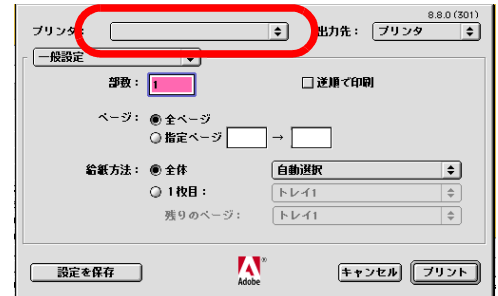 8.8.0 (301)
プリンタ： 出力先： プリンタ
一般設定
部数： 1 逆順で印刷
ページ： 全ページ
指定ページ →
給紙方法： 全体 自動選択
1枚目： トレイ1
残りのページ： トレイ1
設定を保存 Adobe キャンセル プリント